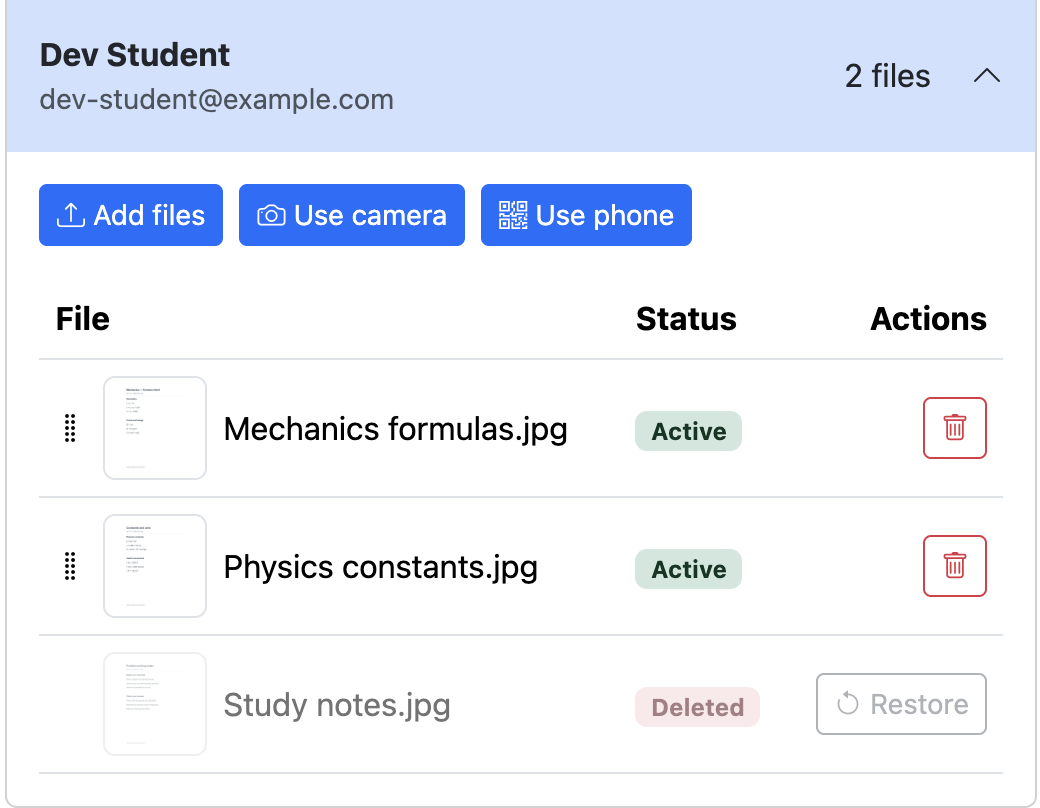 Dev Student
dev-student@example.com
2 files
Add files
Use camera
Use phone
File Status Actions
Mechanics formulas.jpg Active
Physics constants.jpg Active
Study notes.jpg Deleted Restore